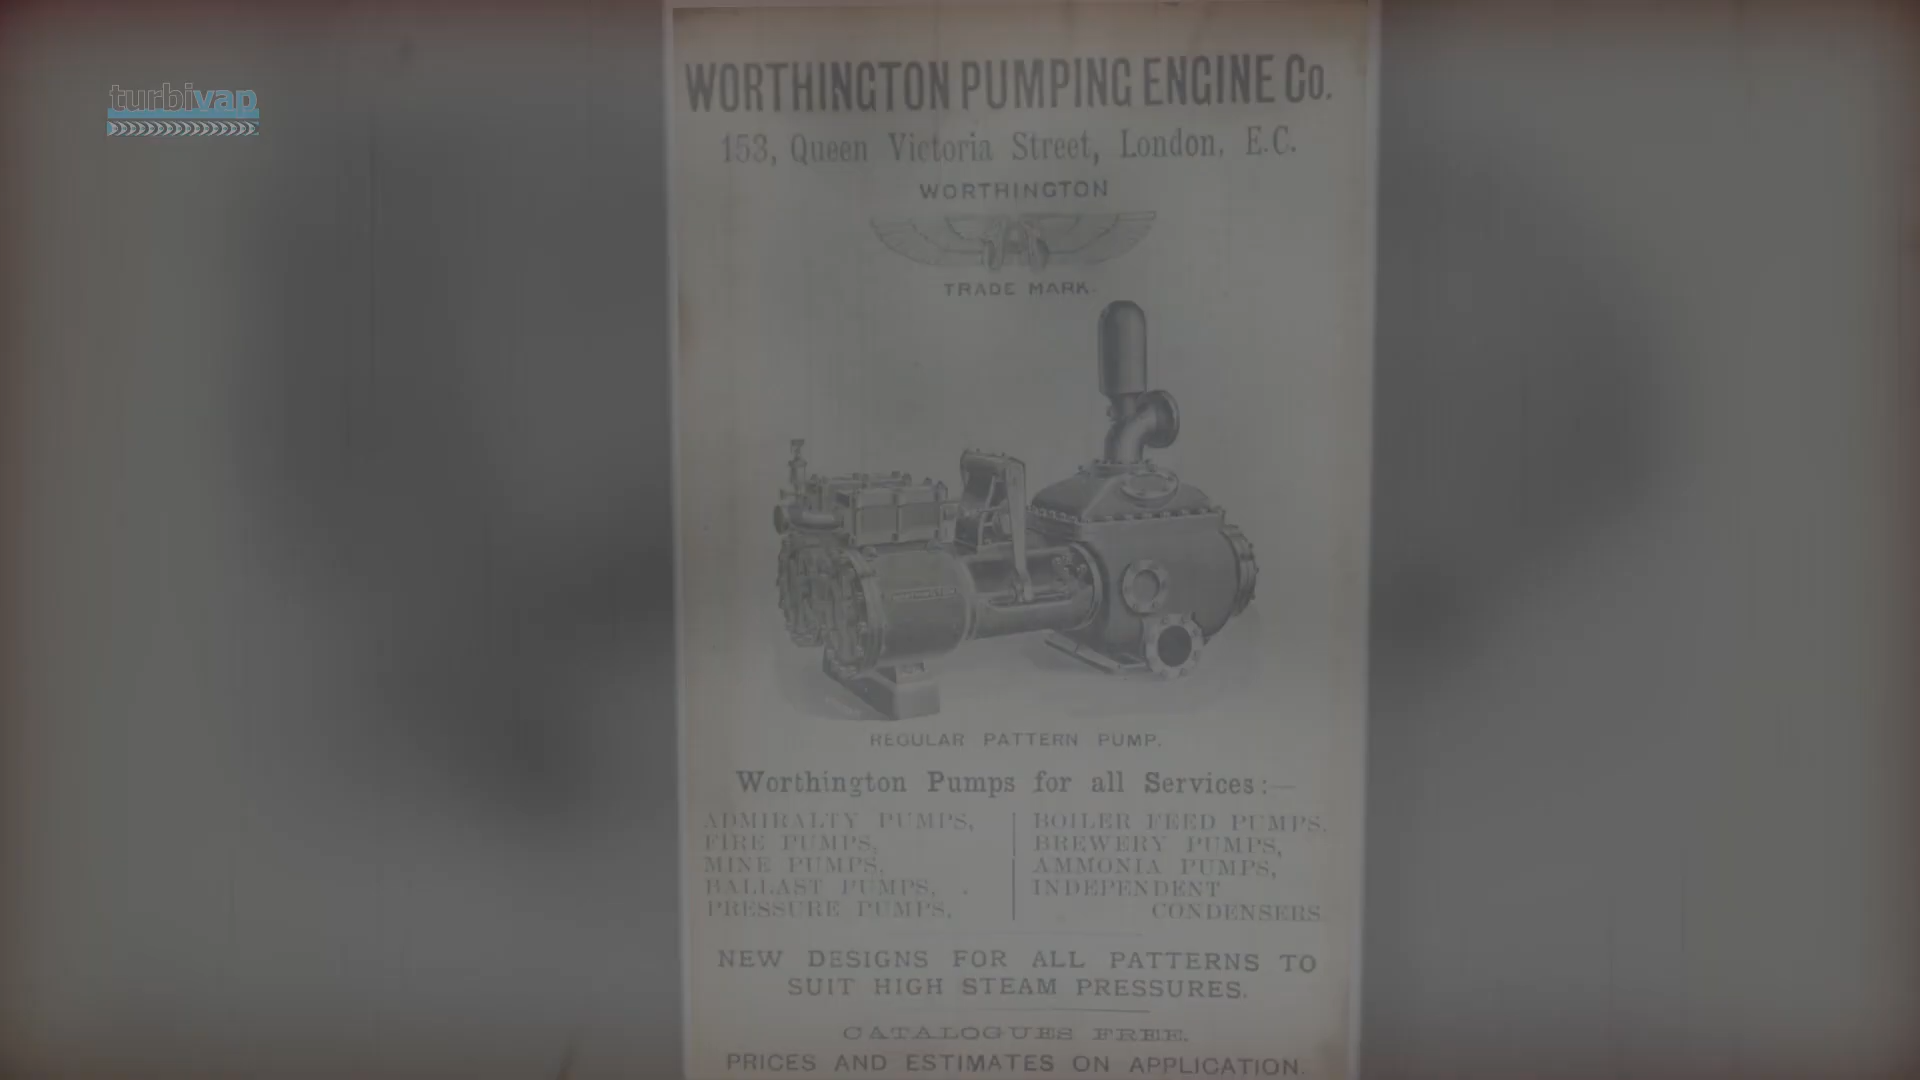 turbivap
WORTHINGTON PUMPING ENGINE Co.
153, Queen Victoria Street, London, E.C.
WORTHINGTON
TRADE MARK.
WORTHINGTON
REGULAR PATTERN PUMP.
Worthington Pumps for all Services:—
ADMIRALTY PUMPS,
FIRE PUMPS,
MINE PUMPS,
BALLAST PUMPS,
PRESSURE PUMPS,
BOILER FEED PUMPS,
BREWERY PUMPS,
AMMONIA PUMPS,
INDEPENDENT
CONDENSERS
NEW DESIGNS FOR ALL PATTERNS TO
SUIT HIGH STEAM PRESSURES.
CATALOGUES FREE.
PRICES AND ESTIMATES ON APPLICATION.